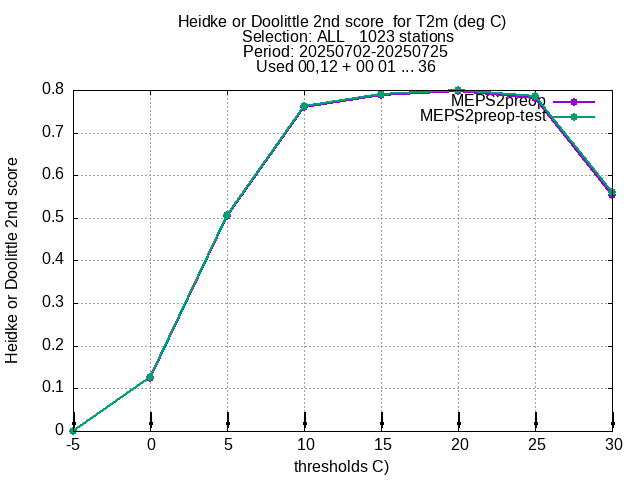 Heidke or Doolittle 2nd score  for T2m (deg C)
Selection: ALL   1023 stations
Period: 20250702-20250725
Used 00,12 + 00 01 ... 36
MEPS2preop
MEPS2preop-test
Heidke or Doolittle 2nd score
0.8
0.7
0.6
0.5
0.4
0.3
0.2
0.1
0
-5 0 5 10 15 20 25 30
thresholds C)